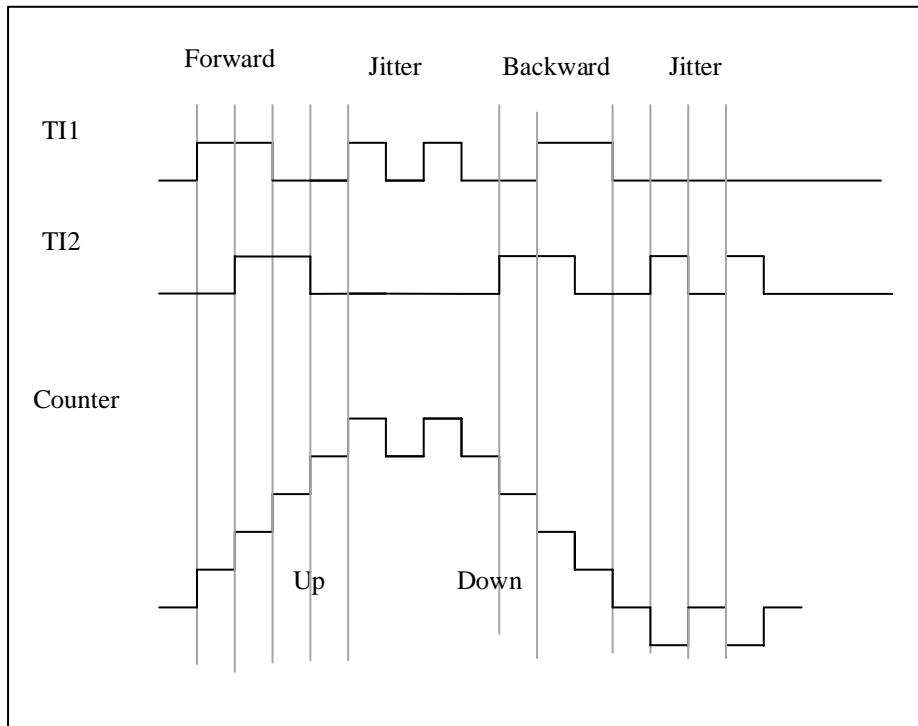 Forward
Jitter
Backward
Jitter
TI1
TI2
Counter
Up
Down